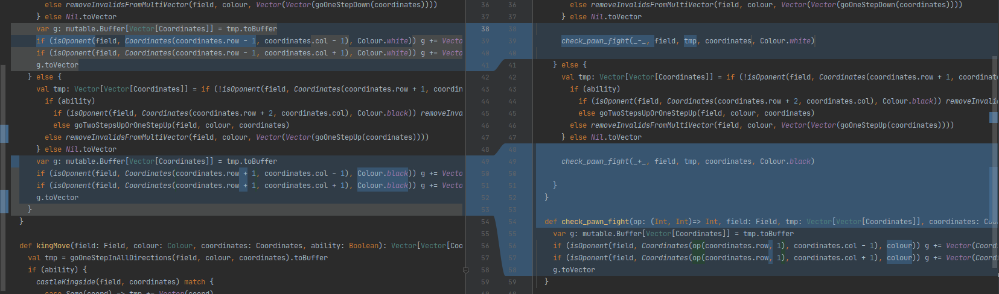 else removeInvalidsFromMultiVector(field, colour, Vector(Vector(goOneStepDown(coordinates))))
} else Nil.toVector
var g: mutable.Buffer[Vector[Coordinates]] = tmp.toBuffer
if (isOponent(field, Coordinates(coordinates.row - 1, coordinates.col - 1), Colour.white)) g += Vecto
if (isOponent(field, Coordinates(coordinates.row - 1, coordinates.col + 1), Colour.white)) g += Vecto
g.toVector
} else {
val tmp: Vector[Vector[Coordinates]] = if (!isOponent(field, Coordinates(coordinates.row + 1, coordin
if (ability)
if (isOponent(field, Coordinates(coordinates.row + 2, coordinates.col), Colour.black)) removeInva
else goTwoStepsUpOrOneStepUp(field, colour, coordinates)
else removeInvalidsFromMultiVector(field, colour, Vector(Vector(goOneStepUp(coordinates))))
} else Nil.toVector
var g: mutable.Buffer[Vector[Coordinates]] = tmp.toBuffer
if (isOponent(field, Coordinates(coordinates.row + 1, coordinates.col - 1), Colour.black)) g += Vecto
if (isOponent(field, Coordinates(coordinates.row + 1, coordinates.col + 1), Colour.black)) g += Vecto
g.toVector
}
}
def kingMove(field: Field, colour: Colour, coordinates: Coordinates, ability: Boolean): Vector[Vector[Coo
val tmp = goOneStepInAllDirections(field, colour, coordinates).toBuffer
if (ability) {
castleKingside(field, coordinates) match {
case Some(coord) => tmp += Vector(coord)
36 36
37 37
38 38
39 39
40 40
41 41
42 42
43 43
44 44
45 45
46 46
47 47
48 48
49 49
50 50
51 51
52 52
53 53
54 54
55 55
56 56
57 57
58 58
59 59
60 60
else removeInvalidsFromMultiVector(field, colour, Vector(Vector(goOneStepDown(coordinates))))
} else Nil.toVector
check_pawn_fight(_-_, field, tmp, coordinates, Colour.white)
} else {
val tmp: Vector[Vector[Coordinates]] = if (!isOponent(field, Coordinates(coordinates.row + 1, coordinat
if (ability)
if (isOponent(field, Coordinates(coordinates.row + 2, coordinates.col), Colour.black)) removeInvali
else goTwoStepsUpOrOneStepUp(field, colour, coordinates)
else removeInvalidsFromMultiVector(field, colour, Vector(Vector(goOneStepUp(coordinates))))
} else Nil.toVector
check_pawn_fight(_+_, field, tmp, coordinates, Colour.black)
}
}
def check_pawn_fight(op: (Int, Int)=> Int, field: Field, tmp: Vector[Vector[Coordinates]], coordinates: Coo
var g: mutable.Buffer[Vector[Coordinates]] = tmp.toBuffer
if (isOponent(field, Coordinates(op(coordinates.row, 1), coordinates.col - 1), colour)) g += Vector(Coord
if (isOponent(field, Coordinates(op(coordinates.row, 1), coordinates.col + 1), colour)) g += Vector(Coord
g.toVector
}